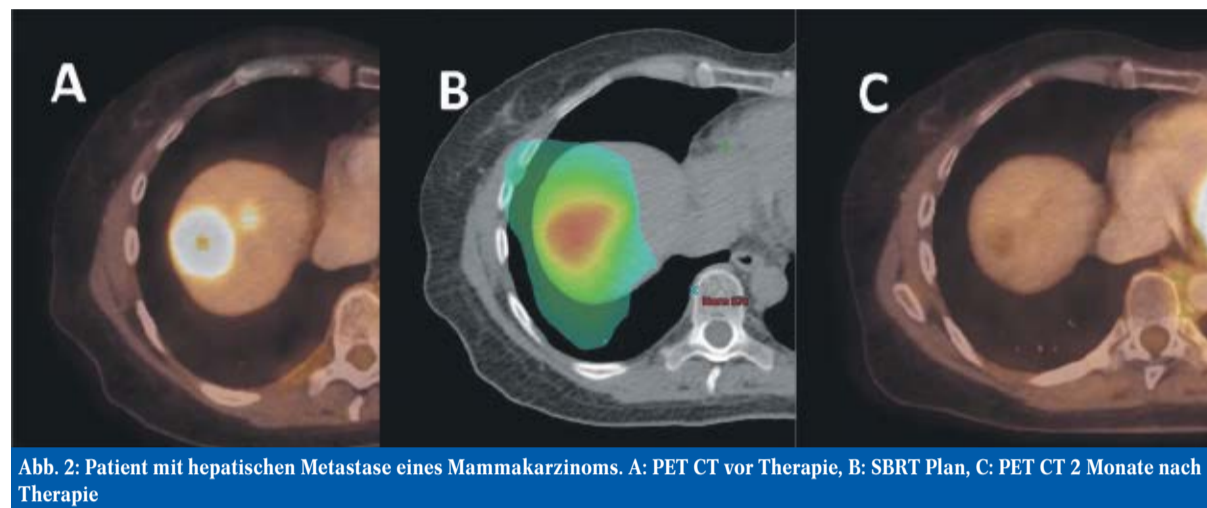 A
B
C
Abb. 2: Patient mit hepatischen Metastase eines Mammakarzinoms. A: PET CT vor Therapie, B: SBRT Plan, C: PET CT 2 Monate nach
Therapie